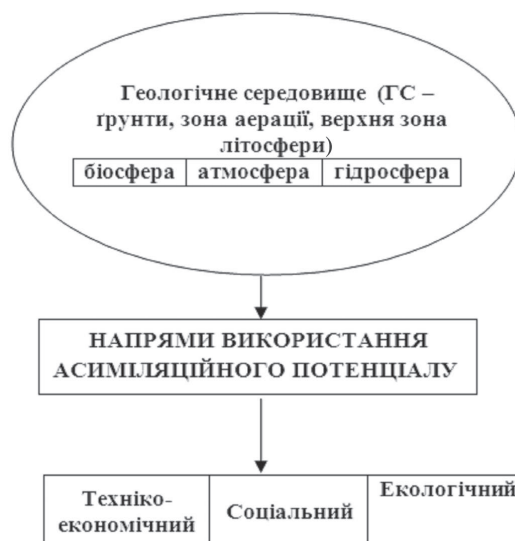 Геологічне середовище (ГС –
ґрунти, зона аерації, верхня зона
літосфери)
біосфера атмосфера гідросфера
НАПРЯМИ ВИКОРИСТАННЯ
АСИМІЛЯЦІЙНОГО ПОТЕНЦІАЛУ
Техніко-
економічний
Соціальний
Екологічний